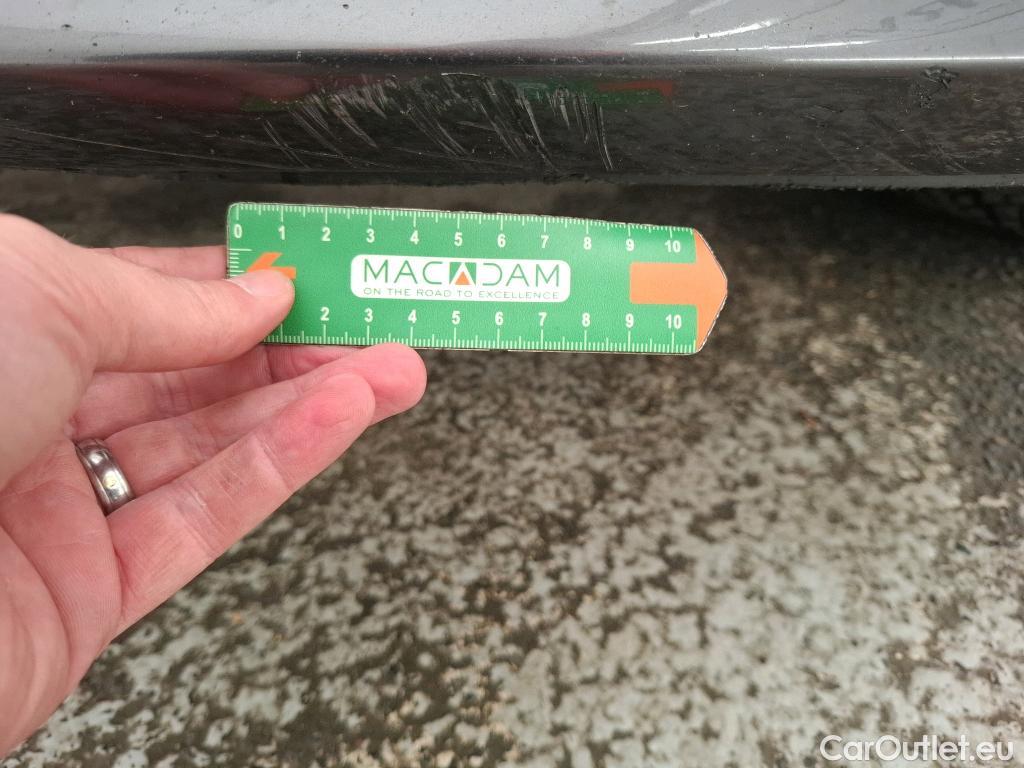 0 1 2 3 4 5 6 7 8 9 10
MACADAM
ON THE ROAD TO EXCELLENCE
2 3 4 5 6 7 8 9 10
CarOutlet.eu